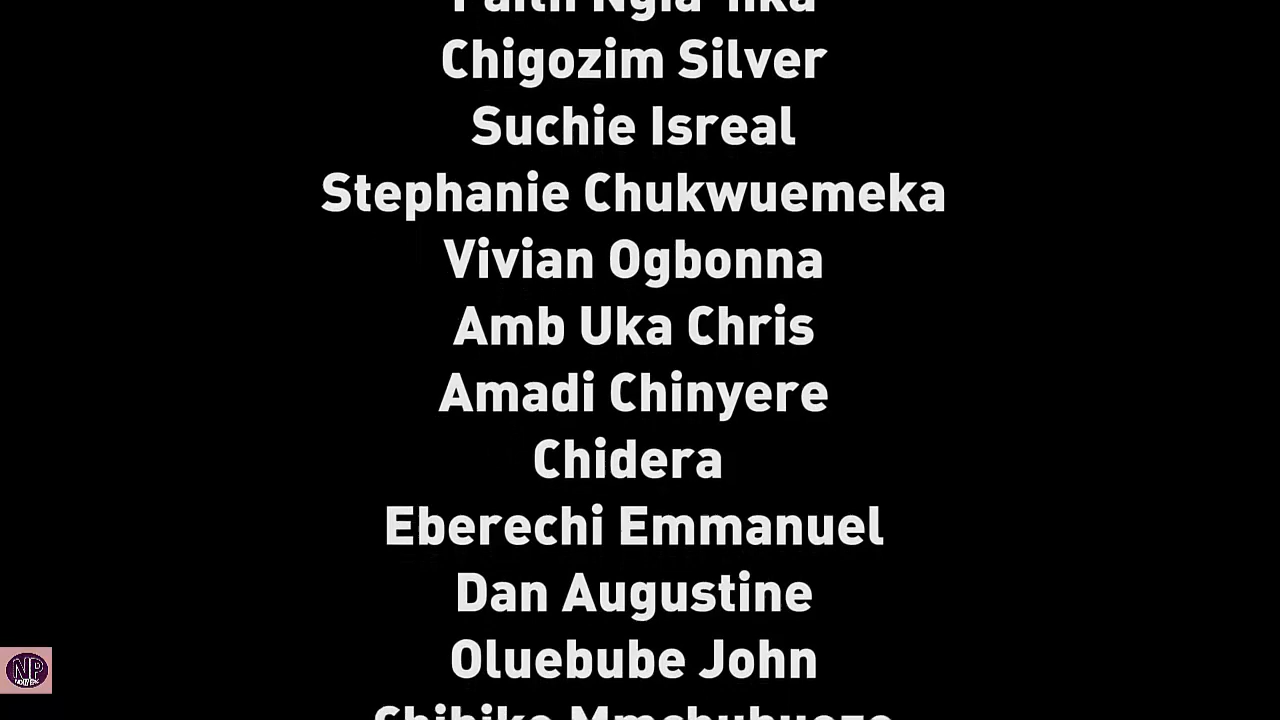 Chigozim Silver
Suchie Isreal
Stephanie Chukwuemeka
Vivian Ogbonna
Amb Uka Chris
Amadi Chinyere
Chidera
Eberechi Emmanuel
Dan Augustine
Oluebube John
NP